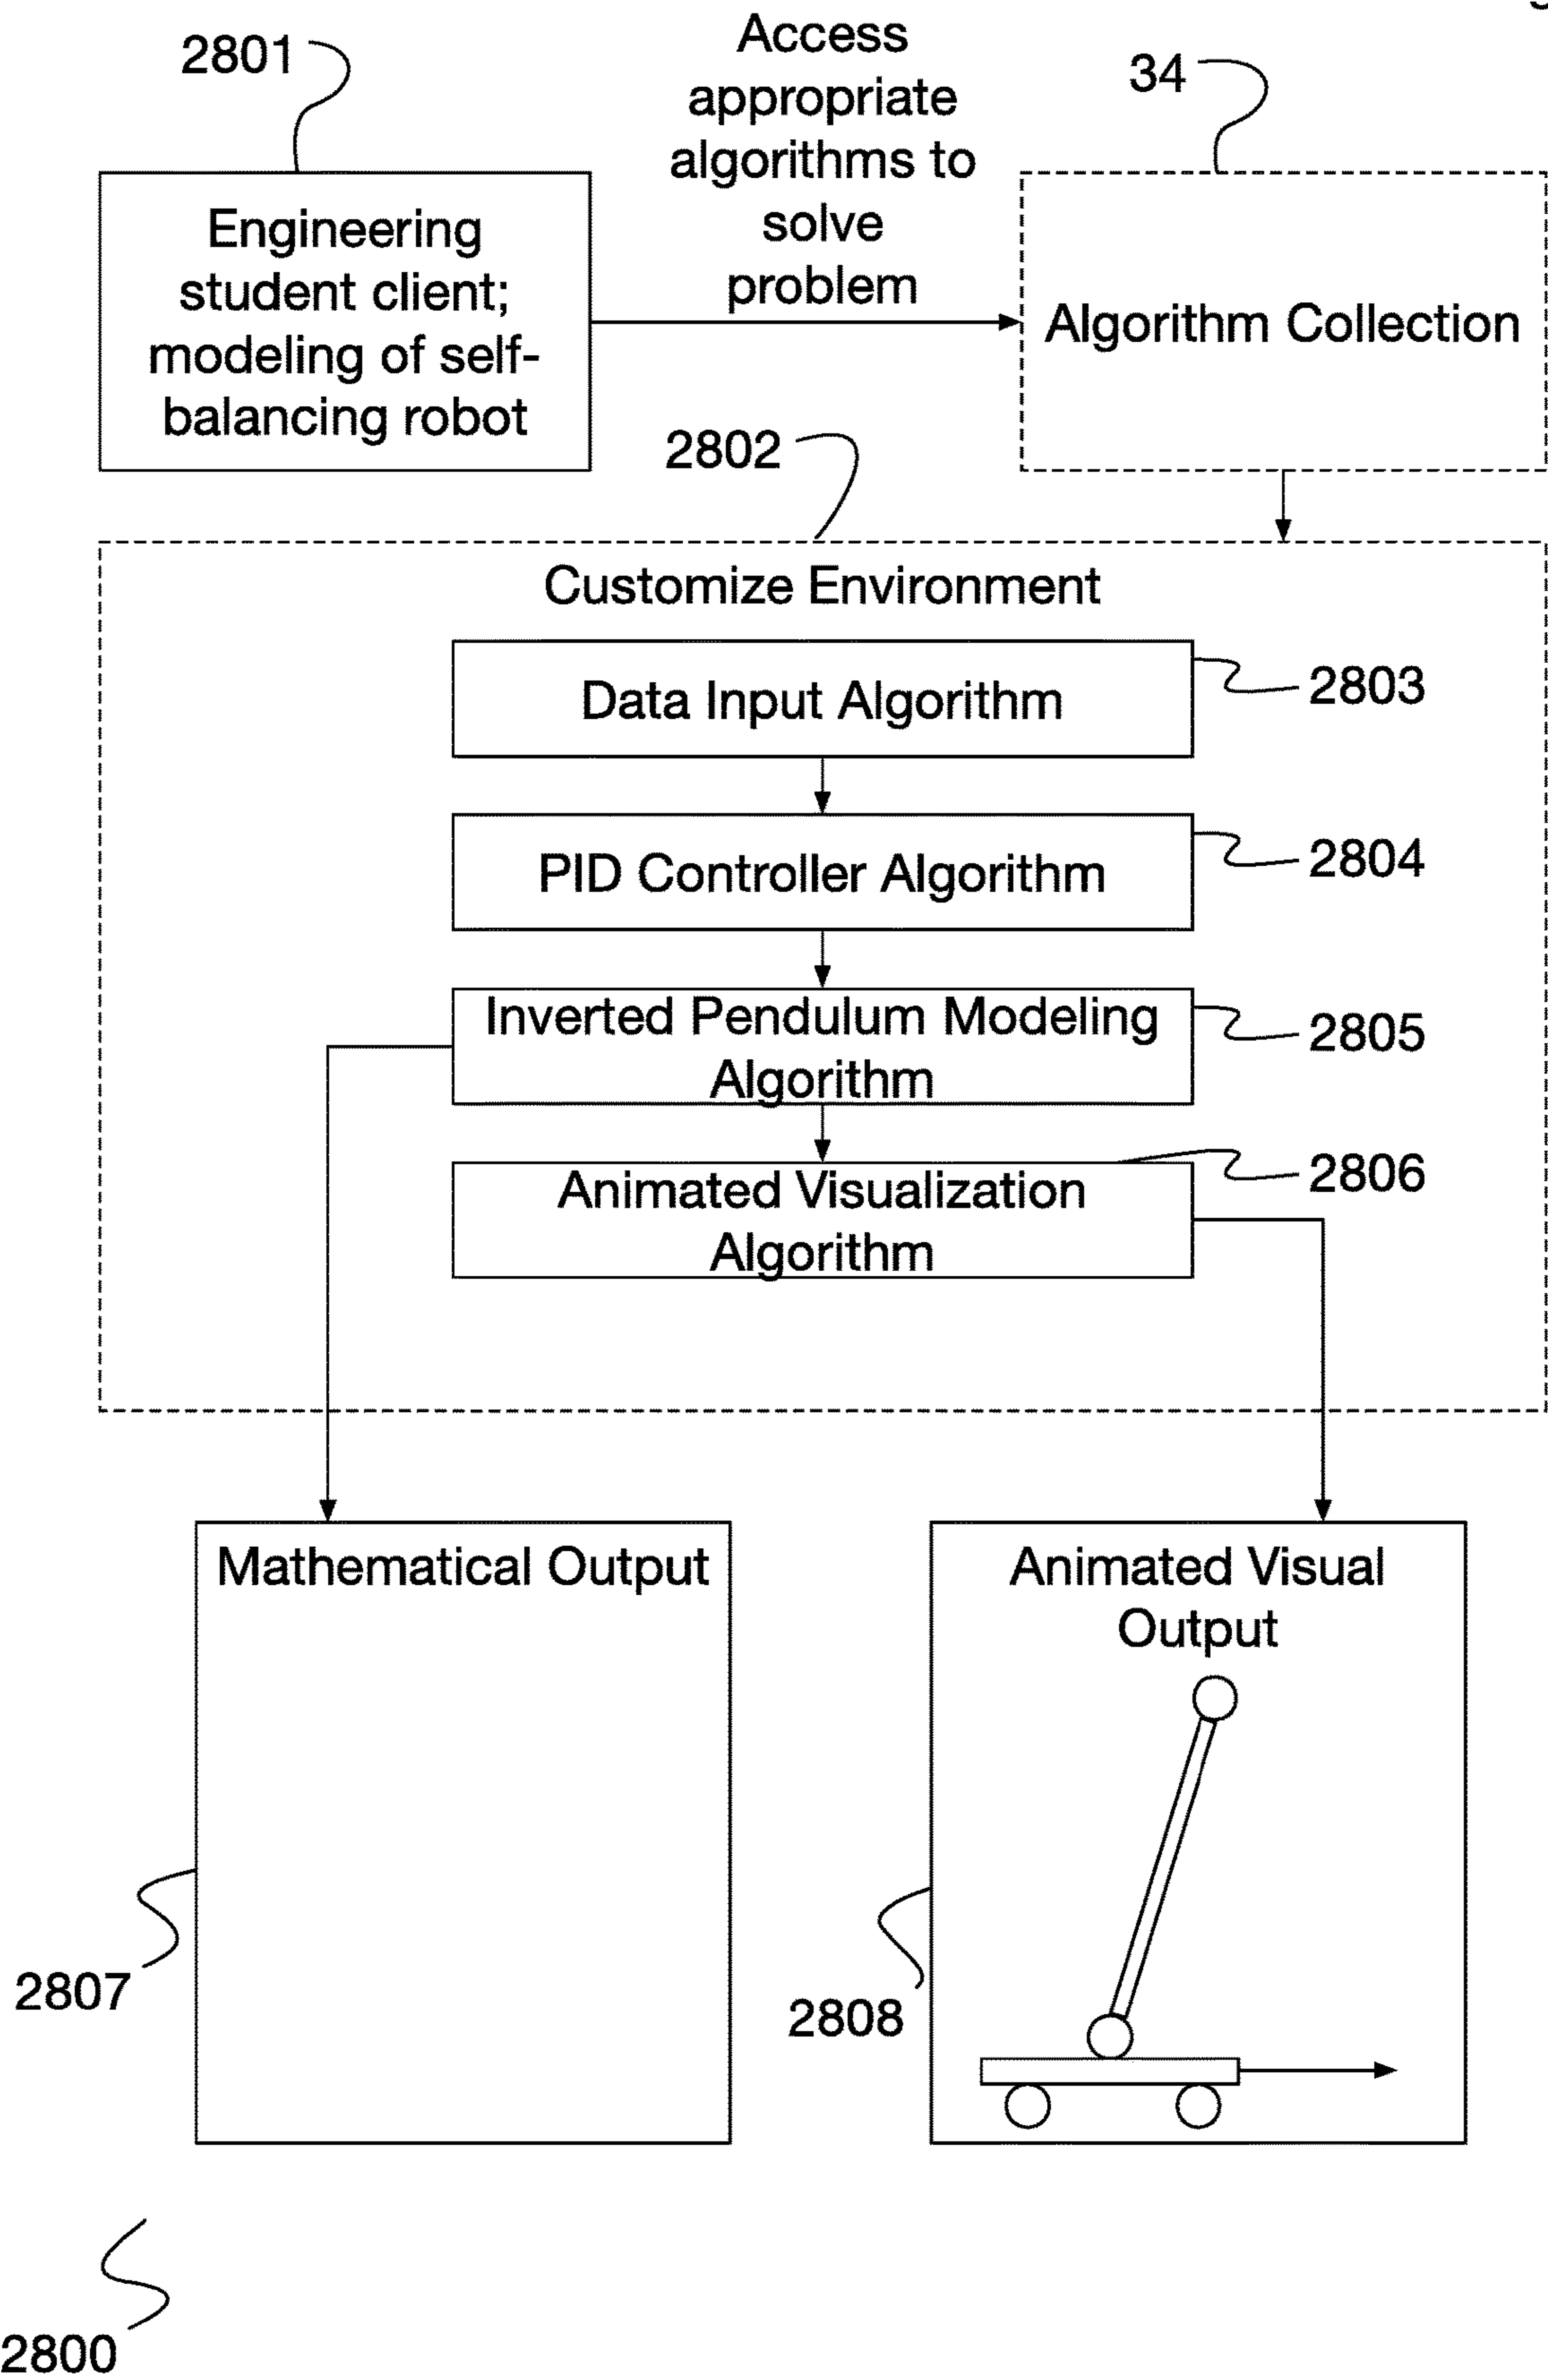 2801
Access
appropriate
algorithms to
solve
problem
34
Engineering
student client;
modeling of self-
balancing robot
Algorithm Collection
2802
Customize Environment
Data Input Algorithm
2803
PID Controller Algorithm
2804
Inverted Pendulum Modeling
Algorithm
2805
Animated Visualization
Algorithm
2806
Mathematical Output
Animated Visual
Output
2807
2808
2800